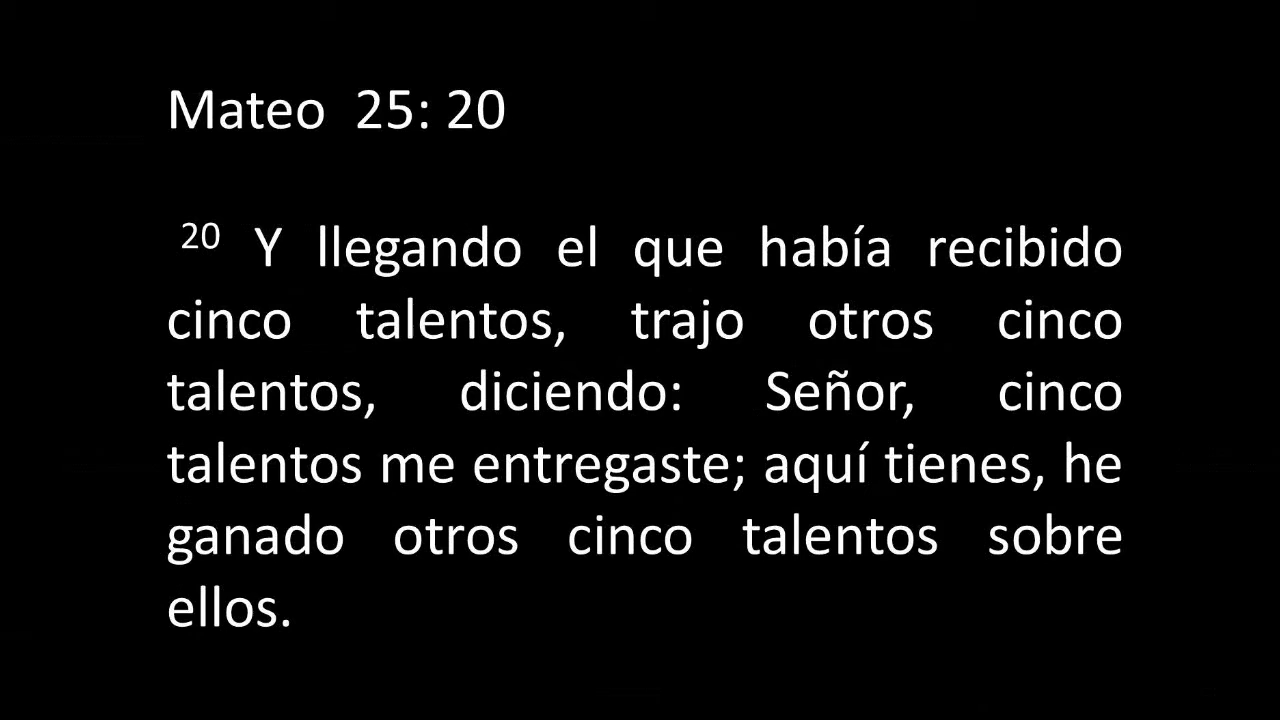 Mateo 25: 20
20 Y llegando el que había recibido
cinco talentos, trajo otros cinco
talentos, diciendo: Señor, cinco
talentos me entregaste; aquí tienes, he
ganado otros cinco talentos sobre
ellos.